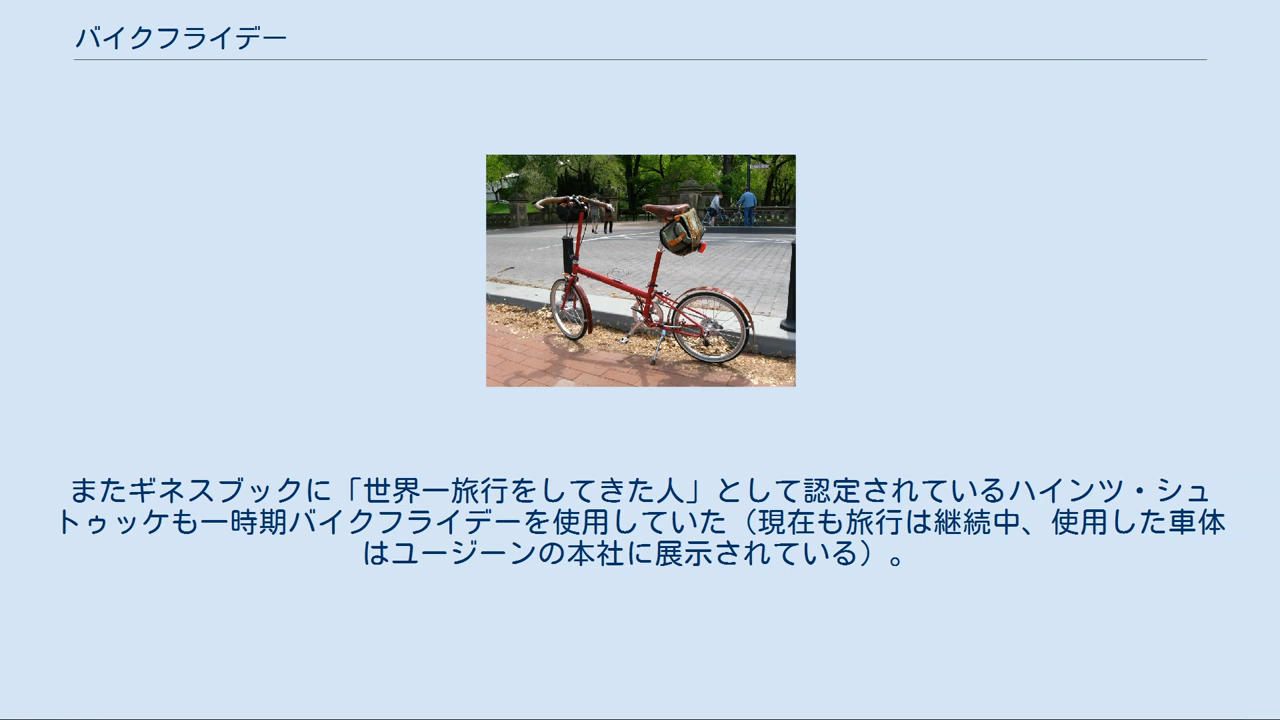 バイクフライデー
またギネスブックに「世界一旅行をしてきた人」として認定されているハインツ・シュ
トゥッケも一時期バイクフライデーを使用していた（現在も旅行は継続中、使用した車体
はユージーンの本社に展示されている）。